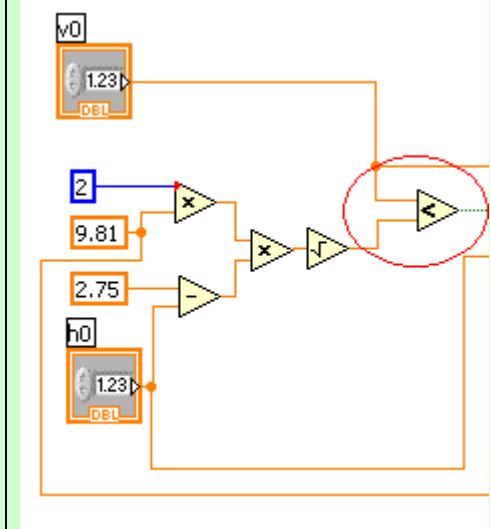 v0
1.23
DBL
2
9.81
×
×
√
<
2.75
-
h0
1.23
DBL